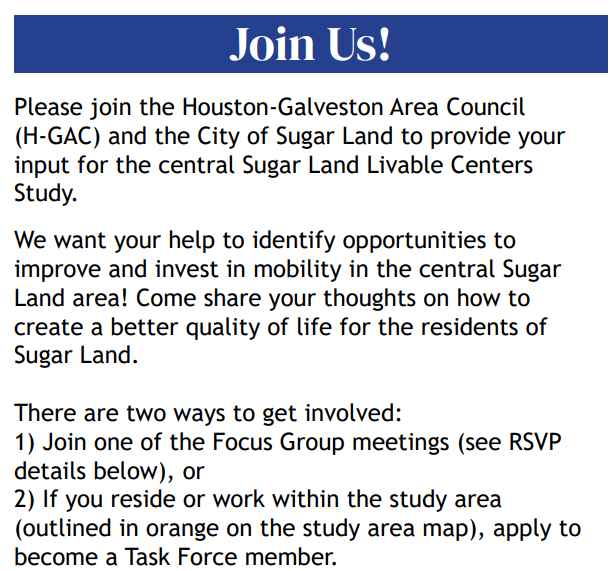 Join Us!
Please join the Houston-Galveston Area Council
(H-GAC) and the City of Sugar Land to provide your
input for the central Sugar Land Livable Centers
Study.
We want your help to identify opportunities to
improve and invest in mobility in the central Sugar
Land area! Come share your thoughts on how to
create a better quality of life for the residents of
Sugar Land.
There are two ways to get involved:
1) Join one of the Focus Group meetings (see RSVP
details below), or
2) If you reside or work within the study area
(outlined in orange on the study area map), apply to
become a Task Force member.